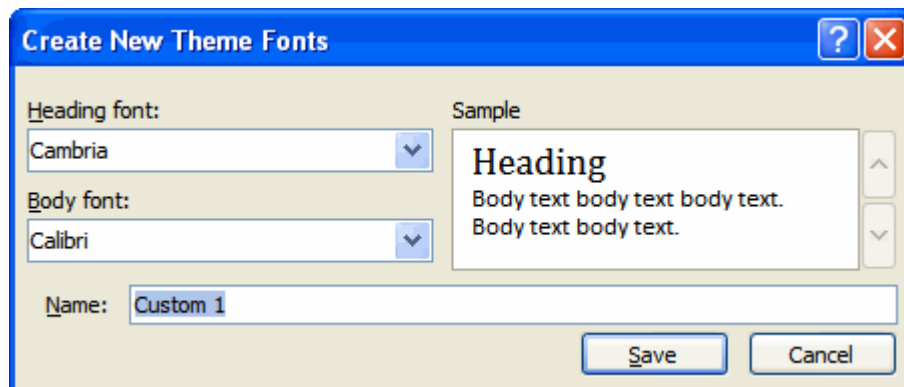 Create New Theme Fonts
Heading font:
Cambria
Body font:
Calibri
Sample
Heading
Body text body text body text.
Body text body text.
Name: Custom 1
Save Cancel